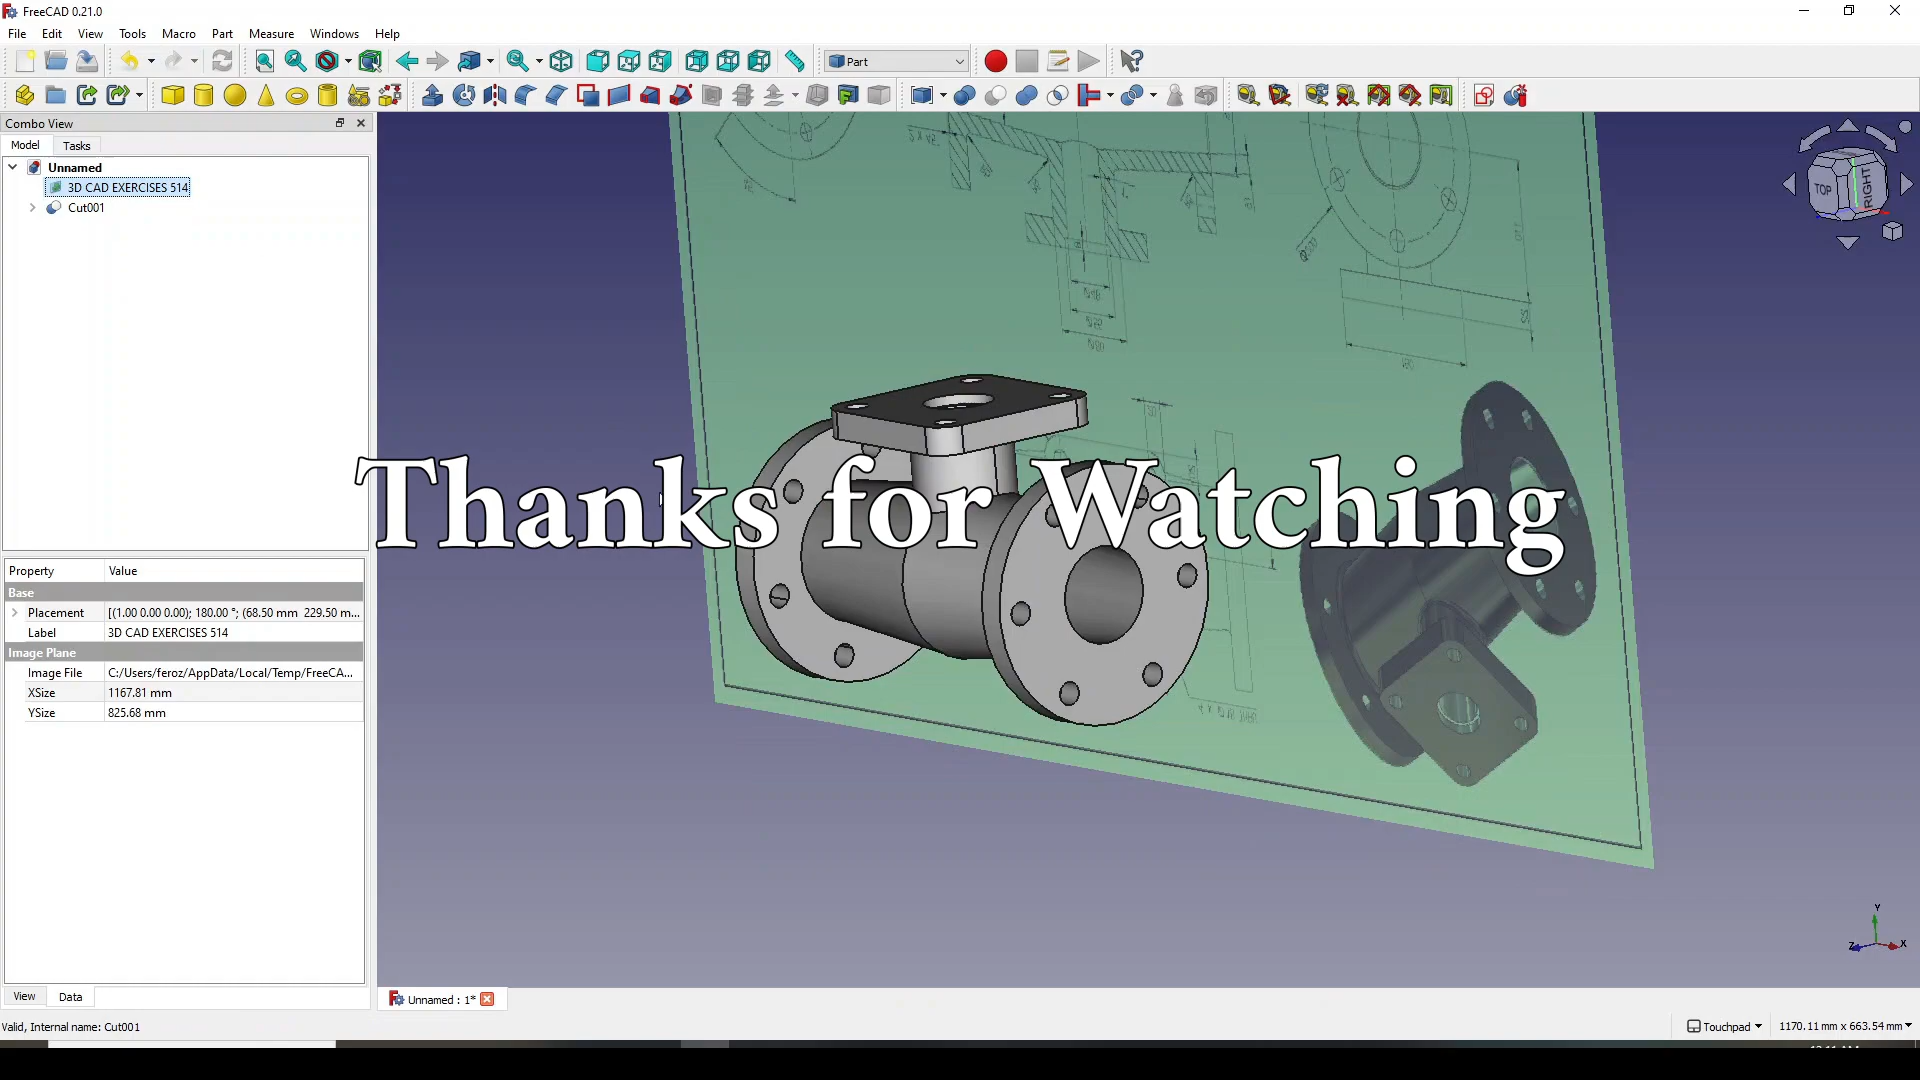 FreeCAD 0.21.0
File Edit View Tools Macro Part Measure Windows Help
Part
Combo View
Model Tasks
Unnamed
3D CAD EXERCISES 514
Cut001
TOP RIGHT
Thanks for Watching
Property Value
Base
Placement [(1.00 0.00 0.00); 180.00 °; (68.50 mm 229.50 m...
Label 3D CAD EXERCISES 514
Image Plane
Image File C:/Users/feroz/AppData/Local/Temp/FreeCA...
XSize 1167.81 mm
YSize 825.68 mm
Y
Z X
View Data
Unnamed : 1*
Valid, Internal name: Cut001
Touchpad 1170.11 mm x 663.54 mm